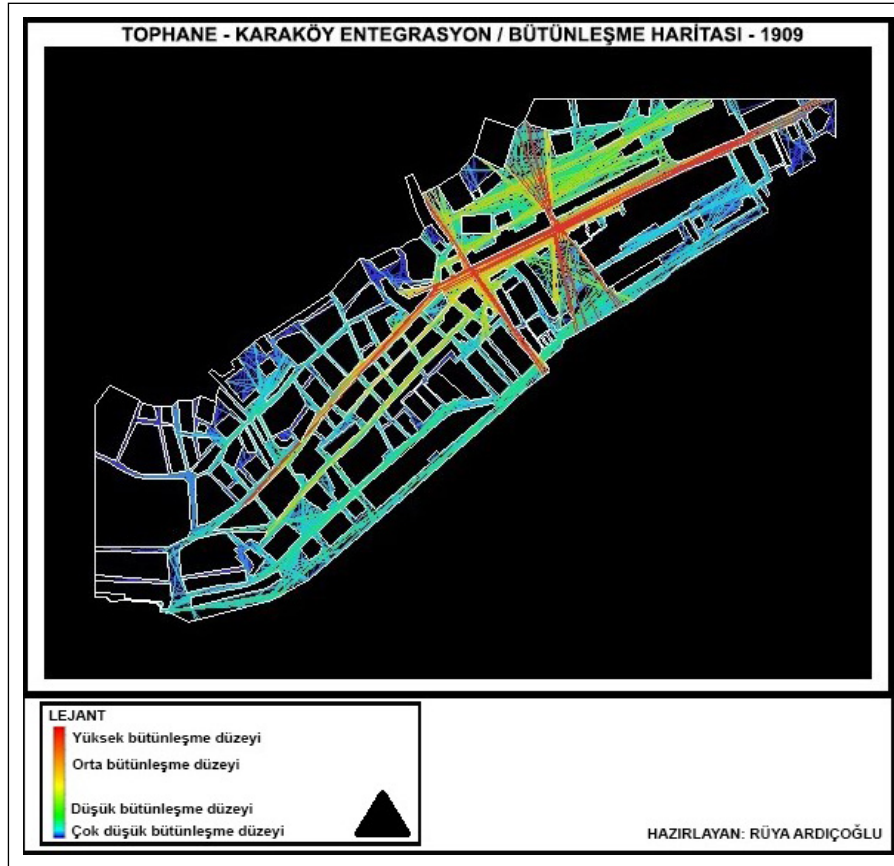 TOPHANE - KARAKÖY ENTEGRASYON / BÜTÜNLEŞME HARİTASI - 1909
LEJANT
Yüksek bütünleşme düzeyi
Orta bütünleşme düzeyi
Düşük bütünleşme düzeyi
Çok düşük bütünleşme düzeyi
HAZIRLAYAN: RÜYA ARDIÇOĞLU